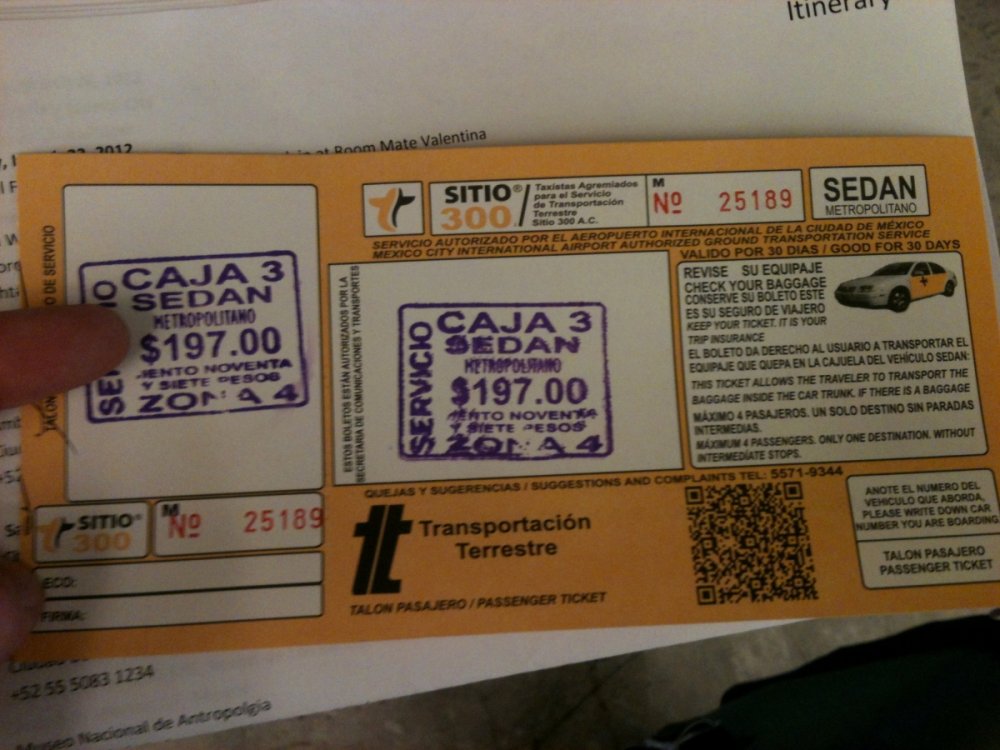 Itinerary
2012
at Room Mate Valentina
SERVICIO
CAJA 3
SEDAN
METROPOLITANO
$197.00
IENTO NOVENTA
Y SIETE PESOS
ZONA 4
SITIO®
300
M
Nº 25189
ECO:
FIRMA:
SITIO®
300
Taxistas Agremiados
para el Servicio
de Transportación
Terrestre
Sitio 300 A.C.
M
Nº 25189
SEDAN
METROPOLITANO
SERVICIO AUTORIZADO POR EL AEROPUERTO INTERNACIONAL DE LA CIUDAD DE MÉXICO
MEXICO CITY INTERNATIONAL AIRPORT AUTHORIZED GROUND TRANSPORTATION SERVICE
VALIDO POR 30 DIAS / GOOD FOR 30 DAYS
ESTOS BOLETOS ESTÁN AUTORIZADOS POR LA
SECRETARIA DE COMUNICACIONES Y TRANSPORTES
SERVICIO
CAJA 3
SEDAN
METROPOLITANO
$197.00
IENTO NOVENTA
Y SIETE PESOS
ZONA 4
REVISE SU EQUIPAJE
CHECK YOUR BAGGAGE
CONSERVE SU BOLETO ESTE
ES SU SEGURO DE VIAJERO
KEEP YOUR TICKET. IT IS YOUR
TRIP INSURANCE
EL BOLETO DA DERECHO AL USUARIO A TRANSPORTAR EL
EQUIPAJE QUE QUEPA EN LA CAJUELA DEL VEHÍCULO SEDAN:
THIS TICKET ALLOWS THE TRAVELER TO TRANSPORT THE
BAGGAGE INSIDE THE CAR TRUNK. IF THERE IS A BAGGAGE
MÁXIMO 4 PASAJEROS. UN SOLO DESTINO SIN PARADAS
INTERMEDIAS.
MÁXIMUM 4 PASSENGERS. ONLY ONE DESTINATION. WITHOUT
INTERMEDÍATE STOPS.
QUEJAS Y SUGERENCIAS / SUGGESTIONS AND COMPLAINTS TEL: 5571-9344
tt Transportación
Terrestre
TALON PASAJERO / PASSENGER TICKET
ANOTE EL NUMERO DEL
VEHICULO QUE ABORDA,
PLEASE WRITE DOWN CAR
NUMBER YOU ARE BOARDING
TALON PASAJERO
PASSENGER TICKET
+52 55 5083 1234
Museo Nacional de Antropolgia